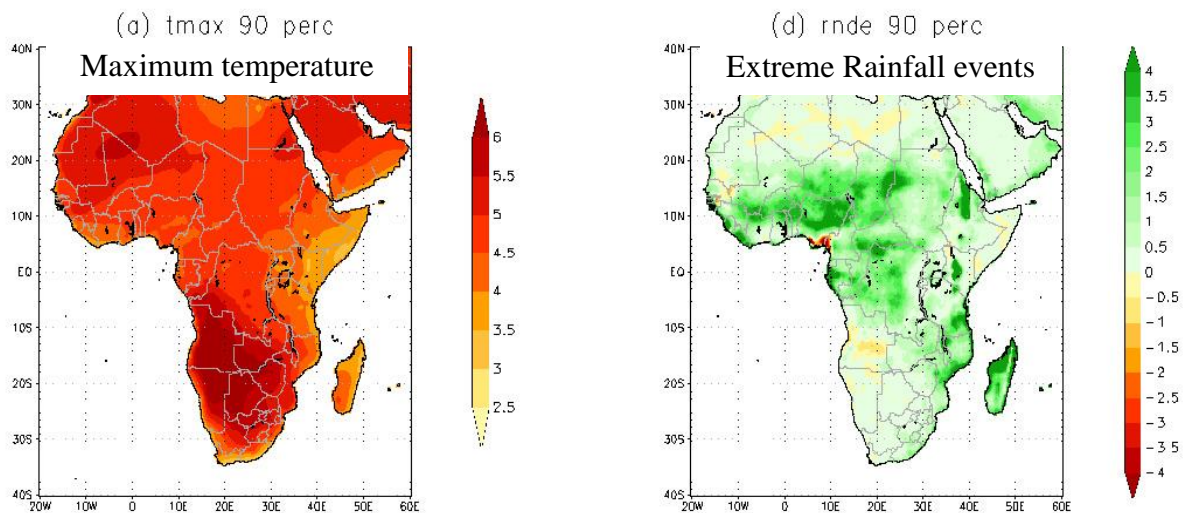 (a) tmax 90 perc
Maximum temperature
40N
30N
20N
10N
EQ
10S
20S
30S
40S
20W 10W 0 10E 20E 30E 40E 50E 60E
6
5.5
5
4.5
4
3.5
3
2.5
(d) rnde 90 perc
Extreme Rainfall events
40N
30N
20N
10N
EQ
10S
20S
30S
40S
20W 10W 0 10E 20E 30E 40E 50E 60E
4
3.5
3
2.5
2
1.5
1
0.5
0
-0.5
-1
-1.5
-2
-2.5
-3
-3.5
-4